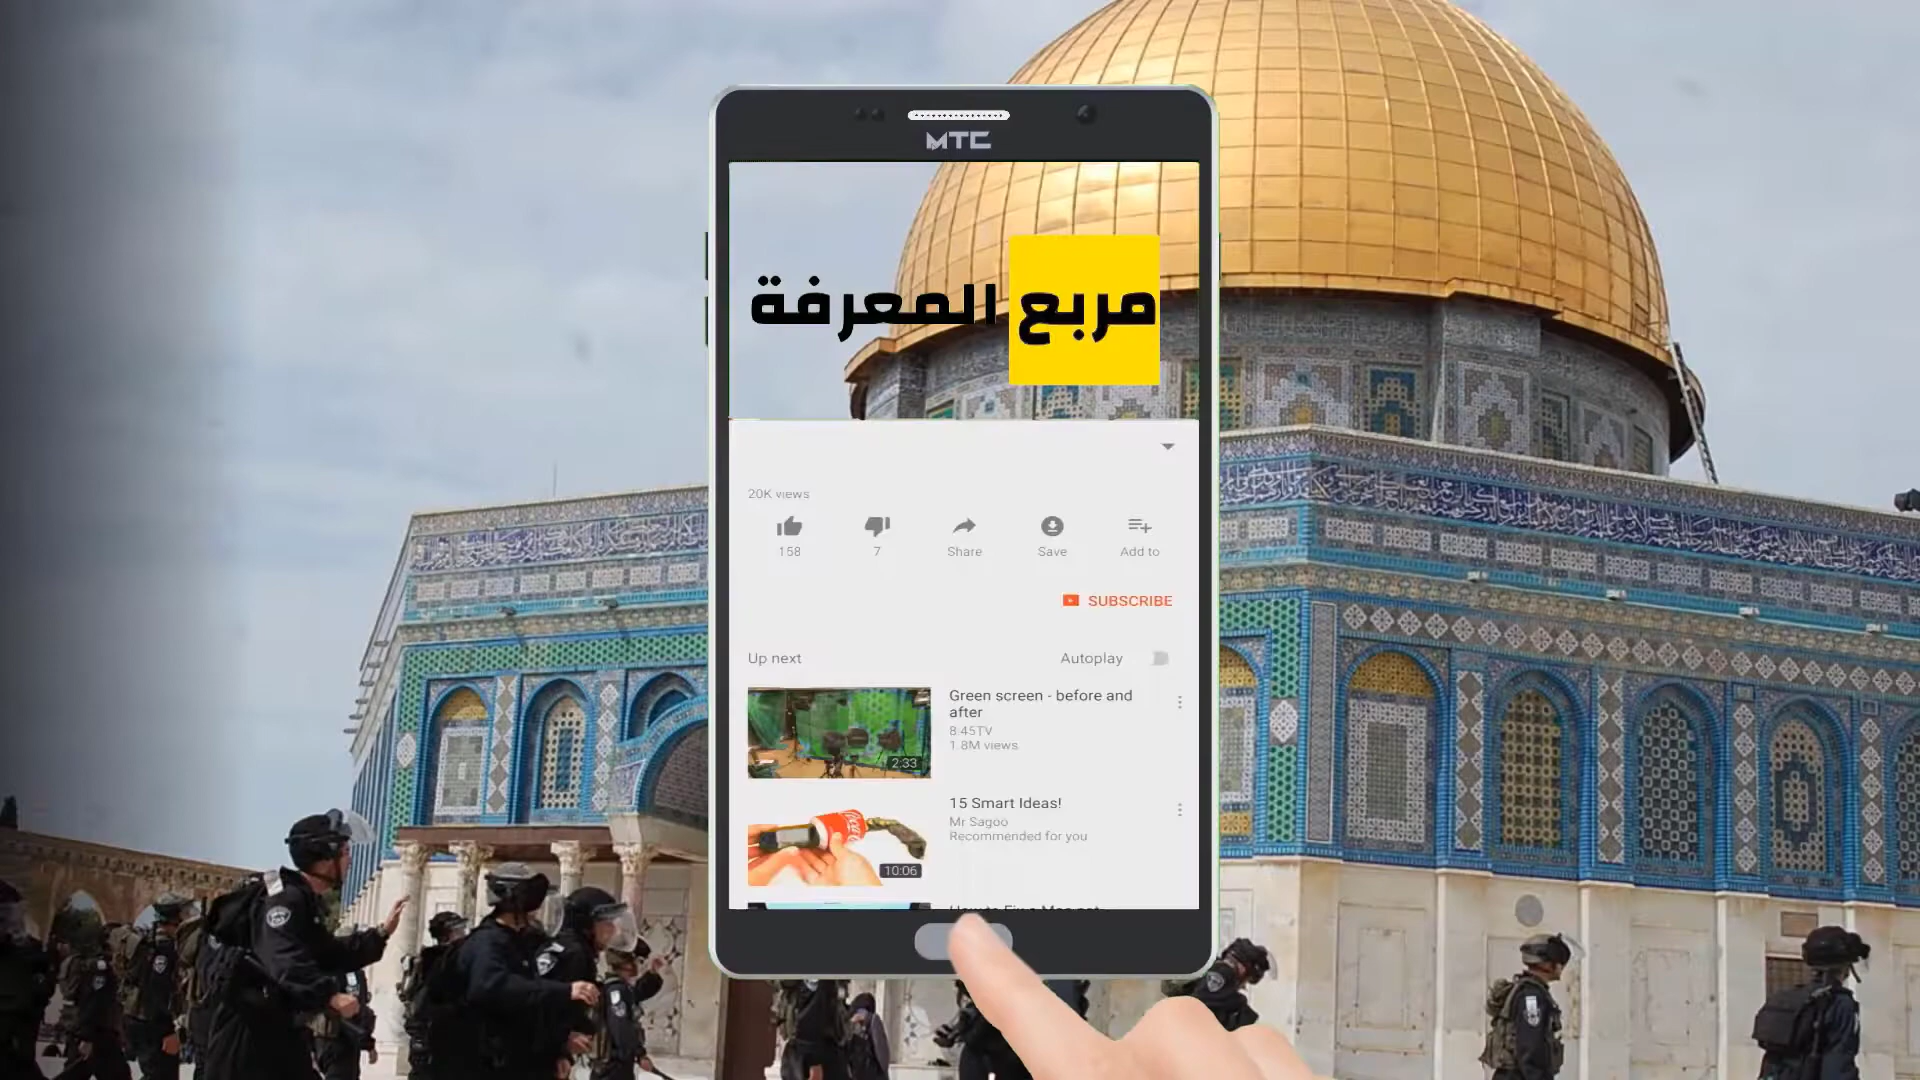 MTC
مربع المعرفة
20K views
158
7
Share
Save
Add to
SUBSCRIBE
Up next
Autoplay
Green screen - before and
after
8:45TV
1.8M views
2:33
15 Smart Ideas!
Mr Sagoo
Recommended for you
10:06